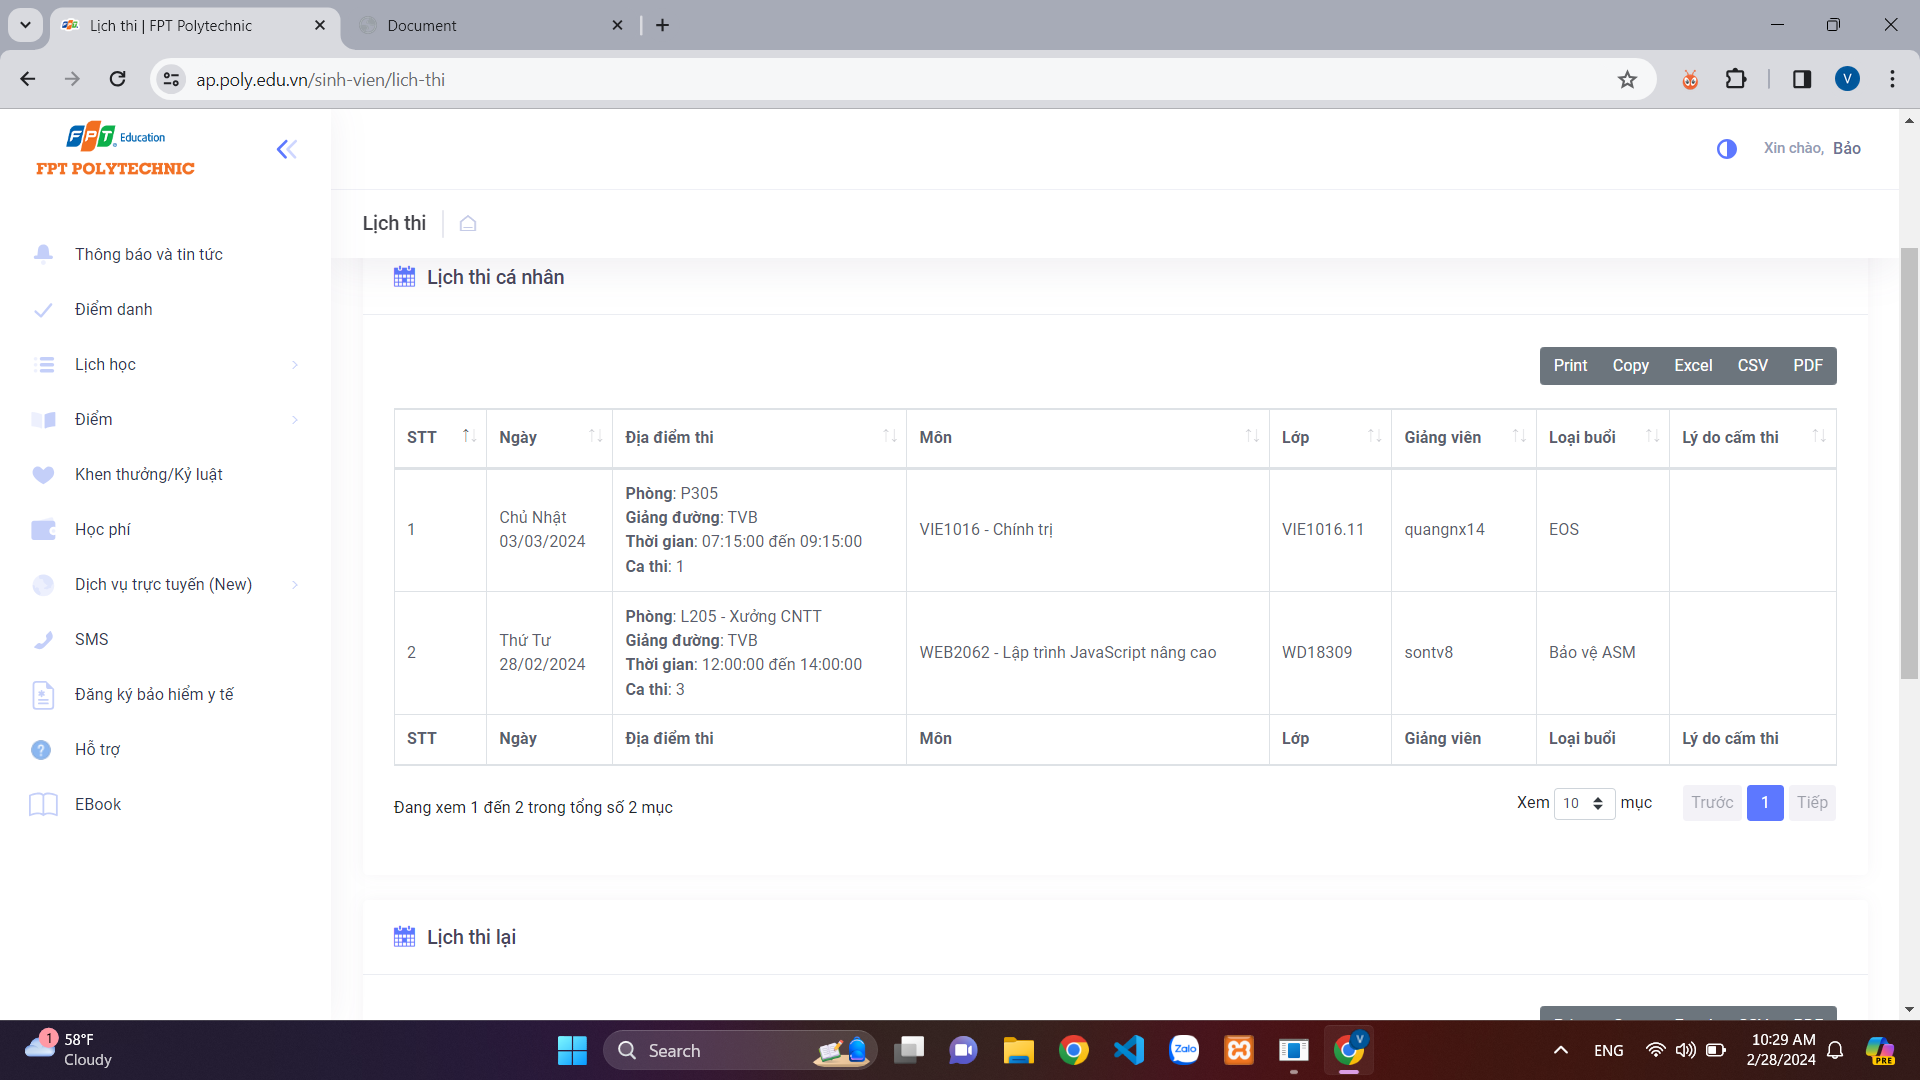 Lịch thi | FPT Polytechnic
Document
ap.poly.edu.vn/sinh-vien/lich-thi
V
FPT Education
FPT POLYTECHNIC
Xin chào, Bảo
Lịch thi
Thông báo và tin tức
Điểm danh
Lịch học
Điểm
Khen thưởng/Kỷ luật
Học phí
Dịch vụ trực tuyến (New)
SMS
Đăng ký bảo hiểm y tế
Hỗ trợ
EBook
Lịch thi cá nhân
Print Copy Excel CSV PDF
STT Ngày Địa điểm thi Môn Lớp Giảng viên Loại buổi Lý do cấm thi
1
Chủ Nhật
03/03/2024
Phòng: P305
Giảng đường: TVB
Thời gian: 07:15:00 đến 09:15:00
Ca thi: 1
VIE1016 - Chính trị
VIE1016.11
quangnx14
EOS
2
Thứ Tư
28/02/2024
Phòng: L205 - Xưởng CNTT
Giảng đường: TVB
Thời gian: 12:00:00 đến 14:00:00
Ca thi: 3
WEB2062 - Lập trình JavaScript nâng cao
WD18309
sontv8
Bảo vệ ASM
STT Ngày Địa điểm thi Môn Lớp Giảng viên Loại buổi Lý do cấm thi
Đang xem 1 đến 2 trong tổng số 2 mục
Xem 10 mục
Trước 1 Tiếp
Lịch thi lại
1
58°F
Cloudy
Search
Zalo
V
ENG
10:29 AM
2/28/2024
PRE